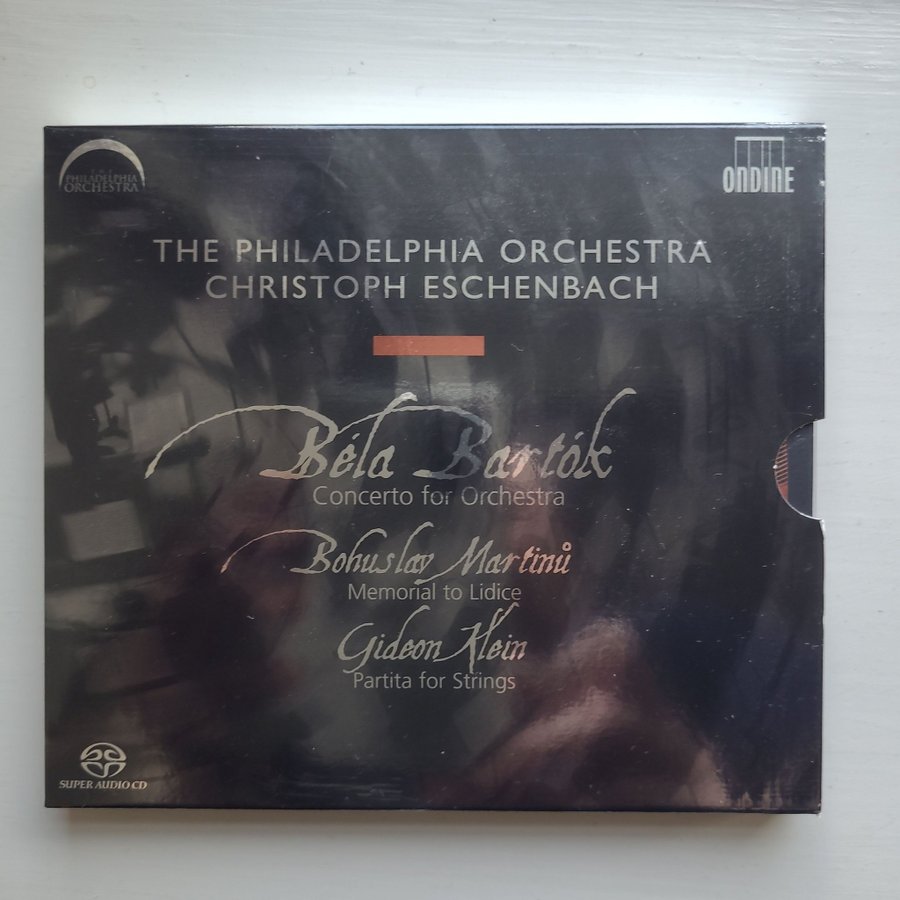 THE
PHILADELPHIA
ORCHESTRA
ONDINE
THE PHILADELPHIA ORCHESTRA
CHRISTOPH ESCHENBACH
Béla Bartók
Concerto for Orchestra
Bohuslav Martinů
Memorial to Lidice
Gideon Klein
Partita for Strings
SUPER AUDIO CD